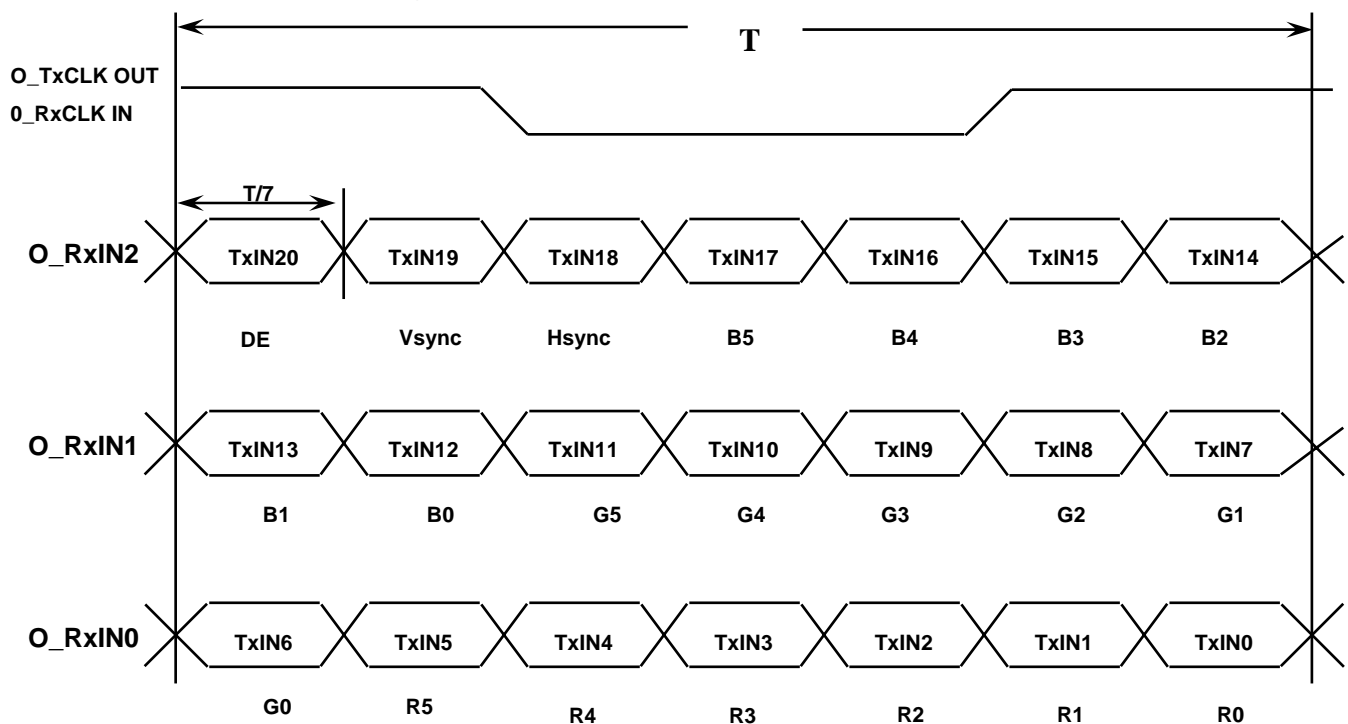 T
O_TxCLK OUT
0_RxCLK IN
T/7
O_RxIN2 TxIN20 TxIN19 TxIN18 TxIN17 TxIN16 TxIN15 TxIN14
DE Vsync Hsync B5 B4 B3 B2
O_RxIN1 TxIN13 TxIN12 TxIN11 TxIN10 TxIN9 TxIN8 TxIN7
B1 B0 G5 G4 G3 G2 G1
O_RxIN0 TxIN6 TxIN5 TxIN4 TxIN3 TxIN2 TxIN1 TxIN0
G0 R5 R4 R3 R2 R1 R0